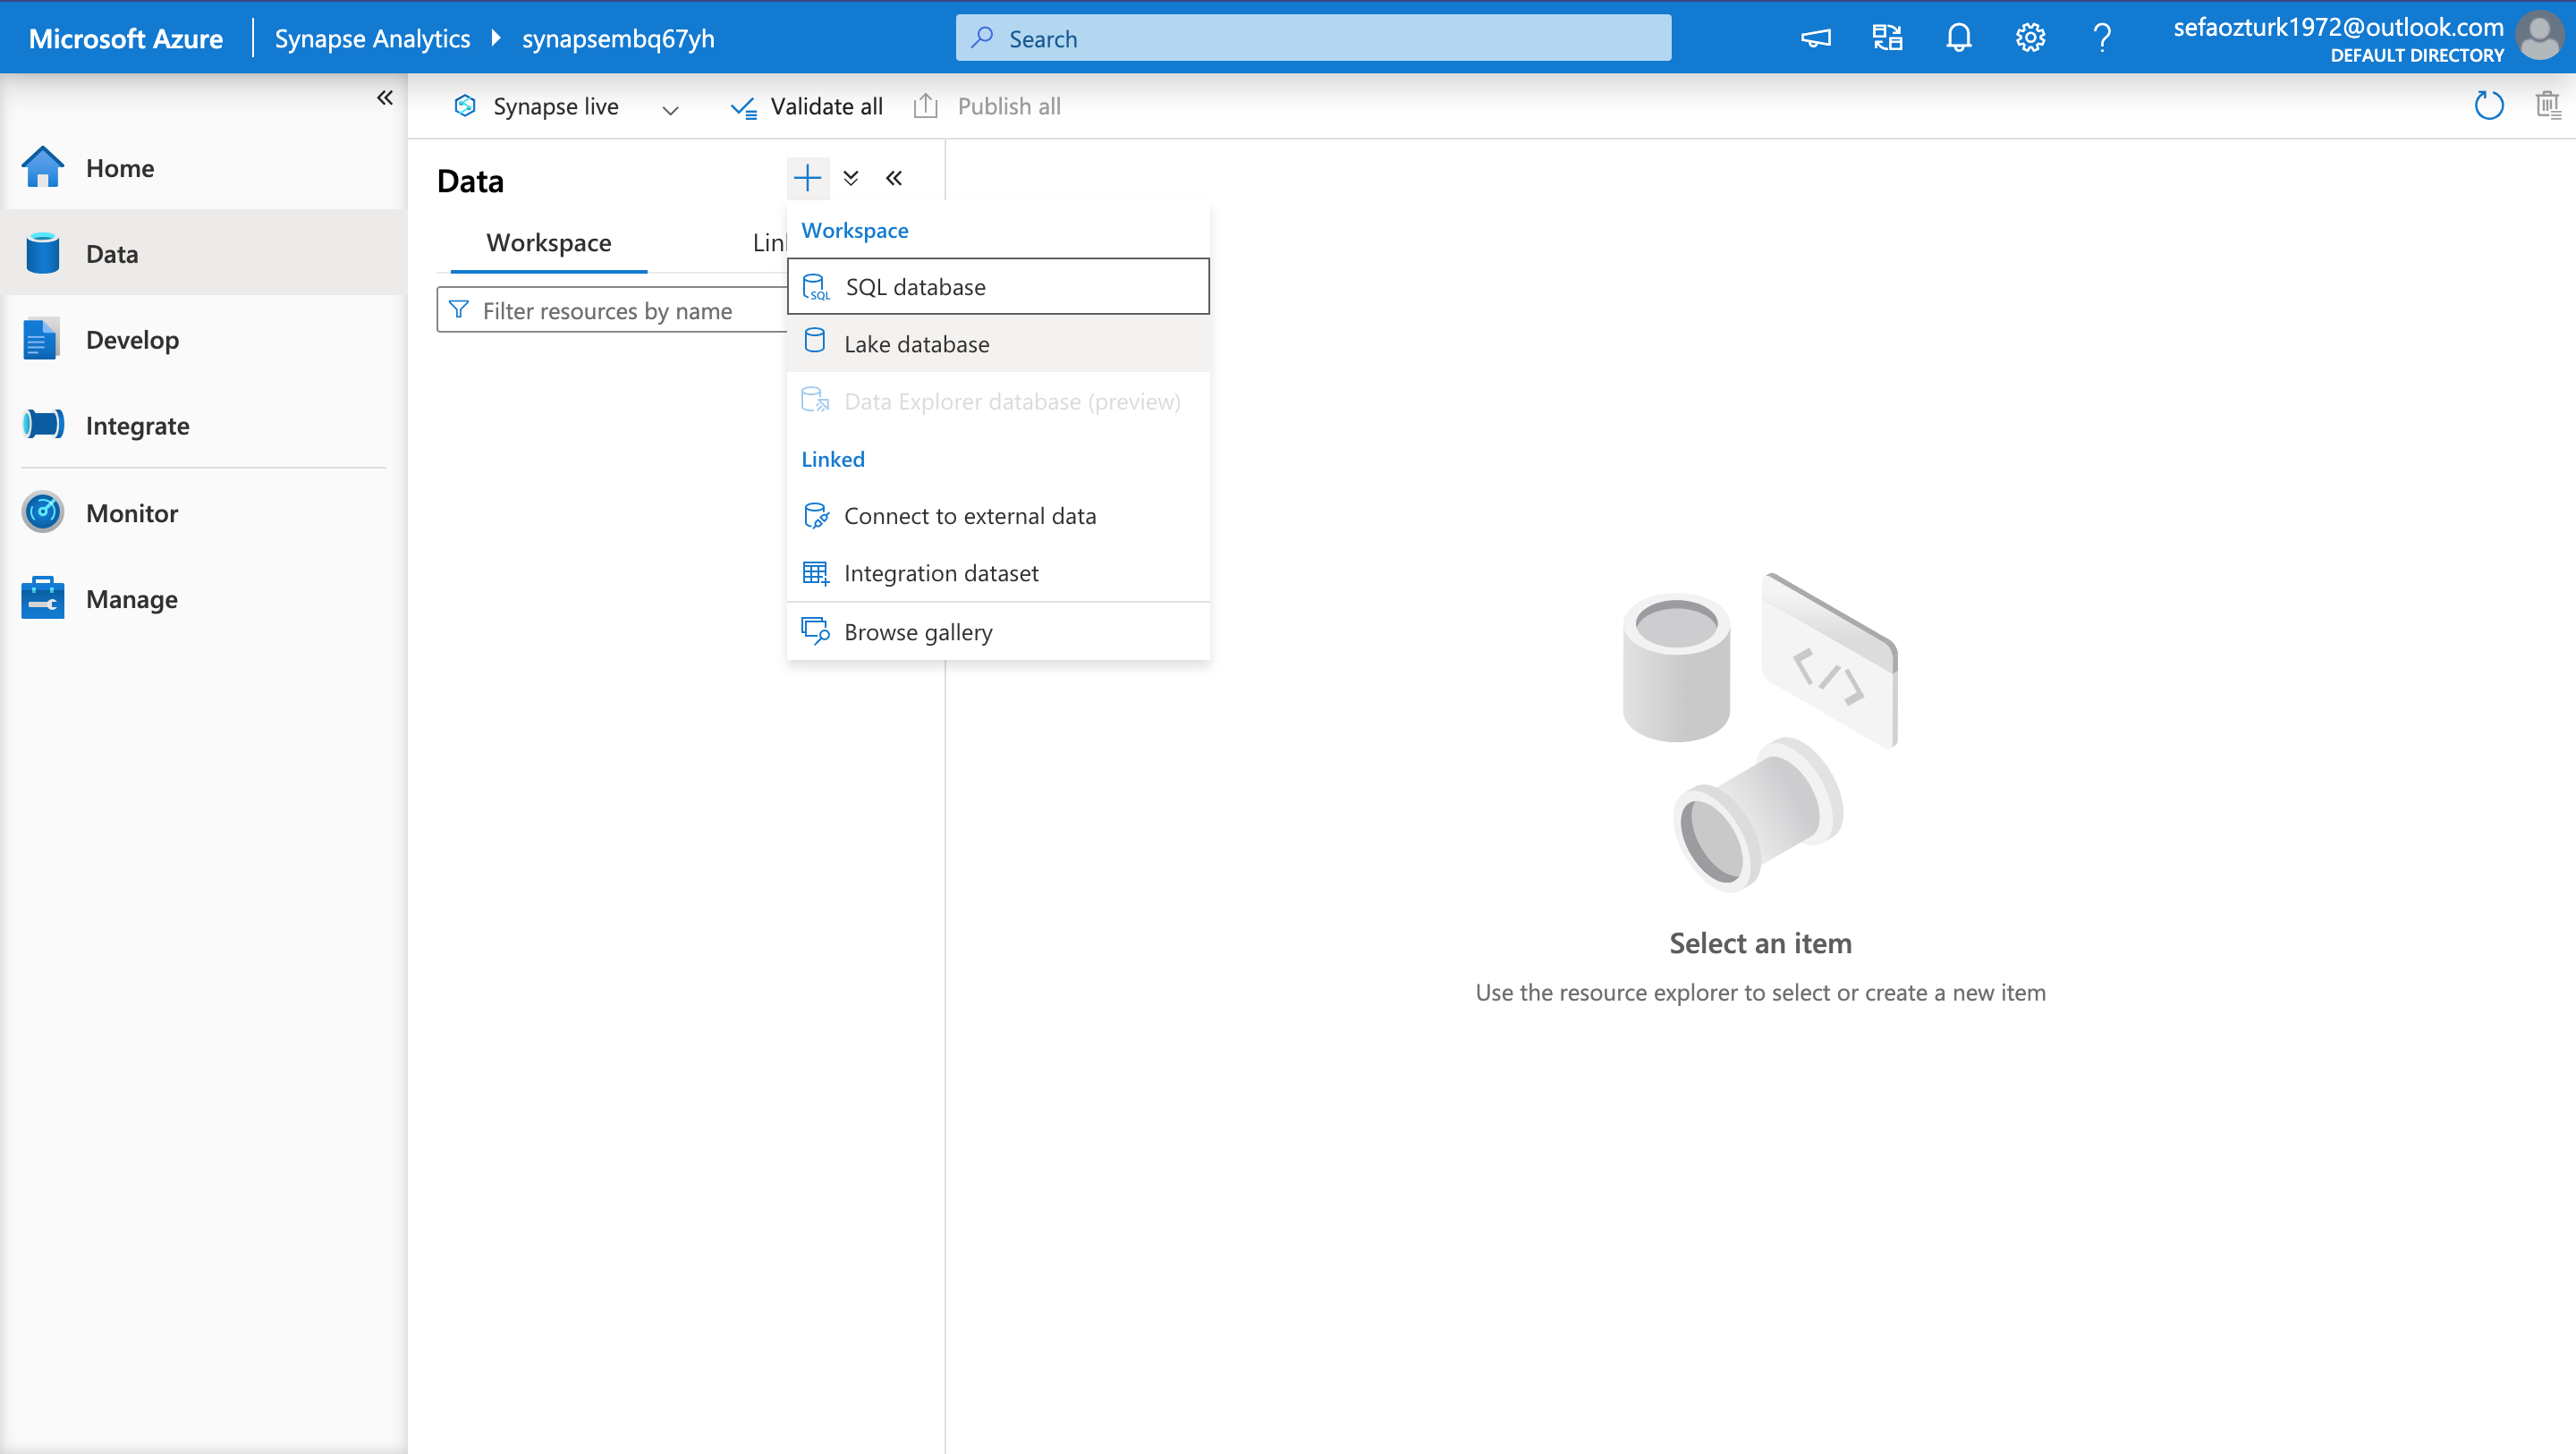 Microsoft Azure
Synapse Analytics
synapsembq67yh
Search
sefaozturk1972@outlook.com
DEFAULT DIRECTORY
Synapse live
Validate all
Publish all
Home
Data
Develop
Integrate
Monitor
Manage
Data
Workspace
Filter resources by name
Workspace
SQL database
SQL
Lake database
Data Explorer database (preview)
Linked
Connect to external data
Integration dataset
Browse gallery
</>
Select an item
Use the resource explorer to select or create a new item